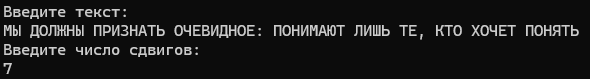 Введите текст:
МЫ ДОЛЖНЫ ПРИЗНАТЬ ОЧЕВИДНОЕ: ПОНИМАЮТ ЛИШЬ ТЕ, КТО ХОЧЕТ ПОНЯТЬ
Введите число сдвигов:
7